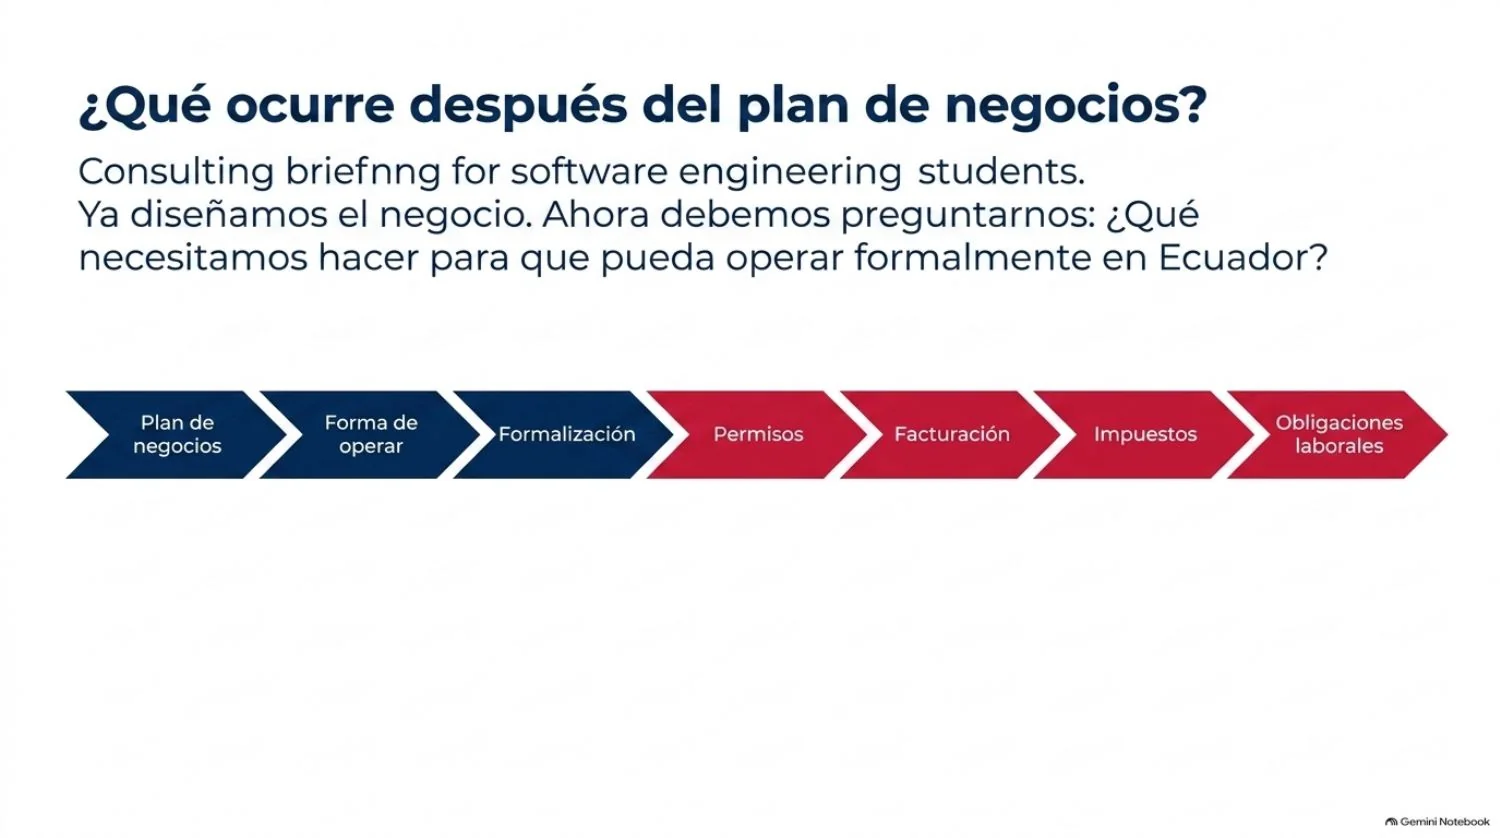 ¿Qué ocurre después del plan de negocios?
Consulting briefnng for software engineering students.
Ya diseñamos el negocio. Ahora debemos preguntarnos: ¿Qué
necesitamos hacer para que pueda operar formalmente en Ecuador?
Plan de
negocios
Forma de
operar
Formalización
Permisos
Facturación
Impuestos
Obligaciones
laborales
Gemini Notebook